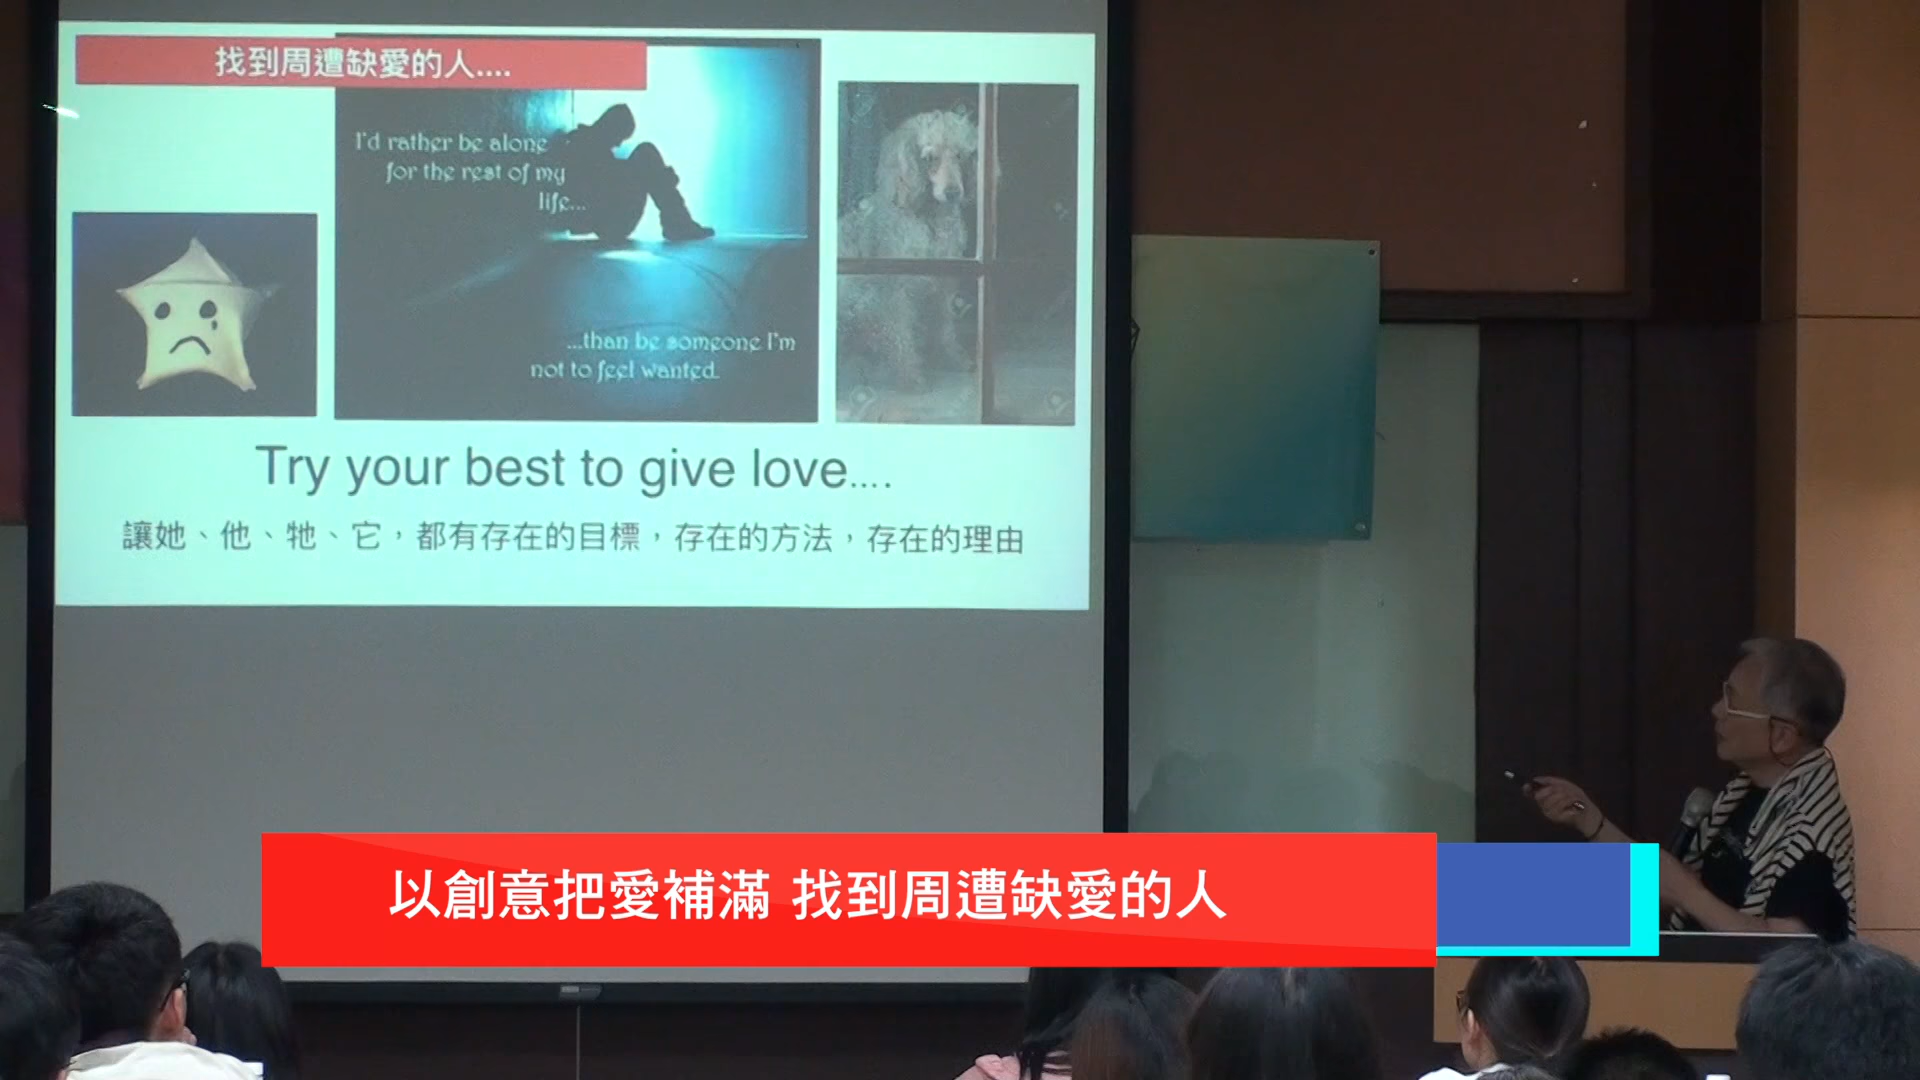 找到周遭缺愛的人....
I'd rather be alone
for the rest of my
life...
...than be someone I'm
not to feel wanted.
Try your best to give love....
讓她、他、牠、它，都有存在的目標，存在的方法，存在的理由
以創意把愛補滿 找到周遭缺愛的人